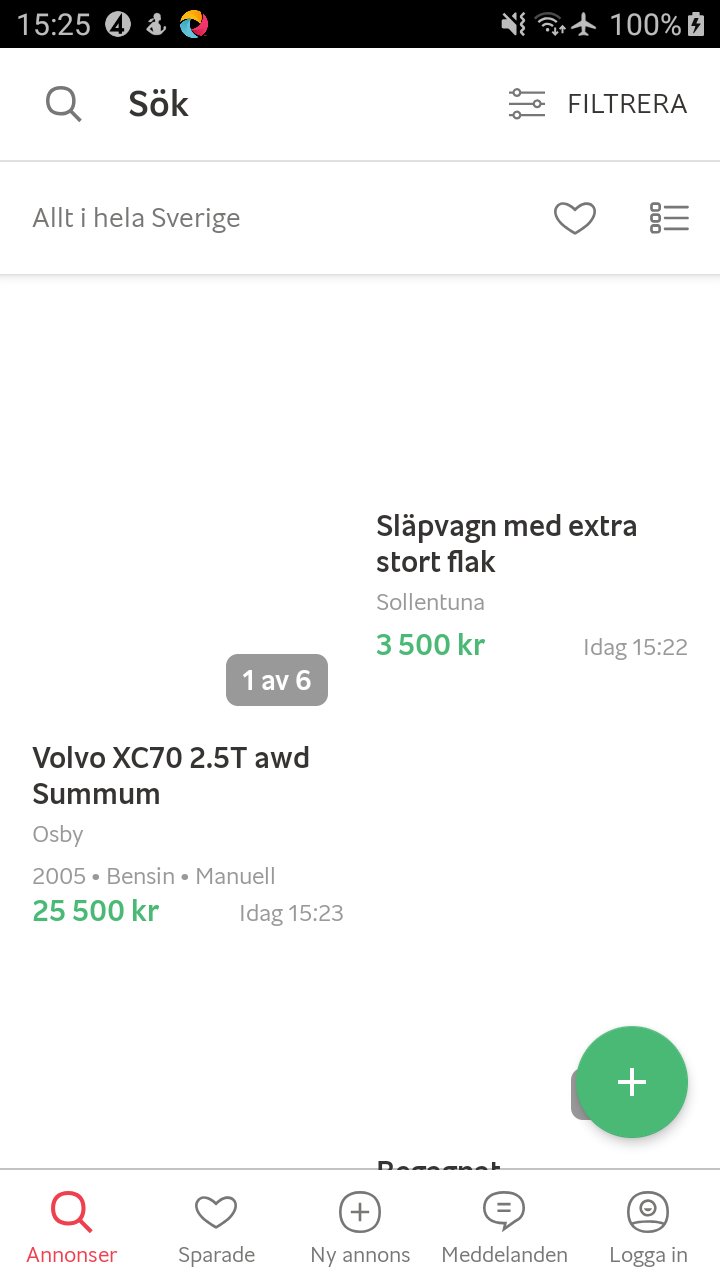 15:25 100%
Sök FILTRERA
Allt i hela Sverige
Släpvagn med extra
stort flak
Sollentuna
3 500 kr Idag 15:22
1 av 6
Volvo XC70 2.5T awd
Summum
Osby
2005 • Bensin • Manuell
25 500 kr Idag 15:23
Begagnat
Annonser Sparade Ny annons Meddelanden Logga in